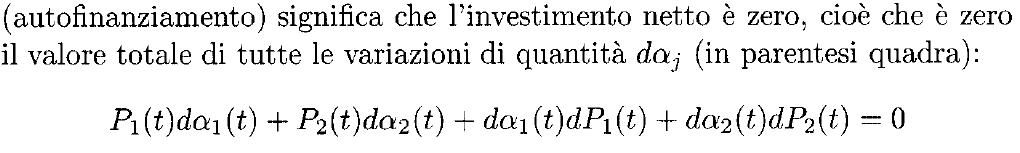 (autofinanziamento) significa che l'investimento netto è zero, cioè che è zero
il valore totale di tutte le variazioni di quantità dα_j (in parentesi quadra):
P_1(t)dα_1(t) + P_2(t)dα_2(t) + dα_1(t)dP_1(t) + dα_2(t)dP_2(t) = 0